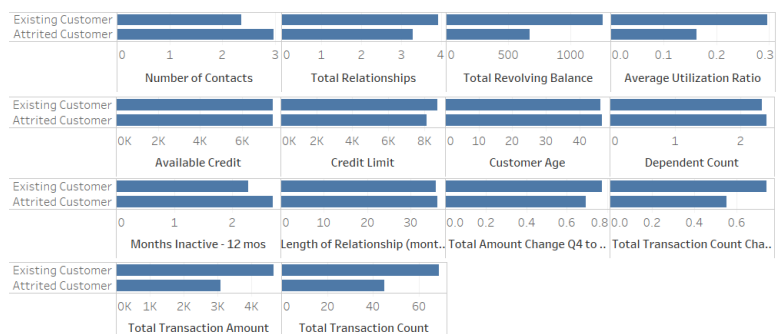 Existing Customer
Attrited Customer
0 1 2 3 0 1 2 3 4 0 500 1000 0.0 0.1 0.2 0.3
Number of Contacts Total Relationships Total Revolving Balance Average Utilization Ratio
Existing Customer
Attrited Customer
0K 2K 4K 6K 0K 2K 4K 6K 8K 0 10 20 30 40 0 1 2
Available Credit Credit Limit Customer Age Dependent Count
Existing Customer
Attrited Customer
0 1 2 0 10 20 30 0.0 0.2 0.4 0.6 0.8 0.0 0.2 0.4 0.6
Months Inactive - 12 mos Length of Relationship (mont.. Total Amount Change Q4 to .. Total Transaction Count Cha..
Existing Customer
Attrited Customer
0K 1K 2K 3K 4K 0 20 40 60
Total Transaction Amount Total Transaction Count